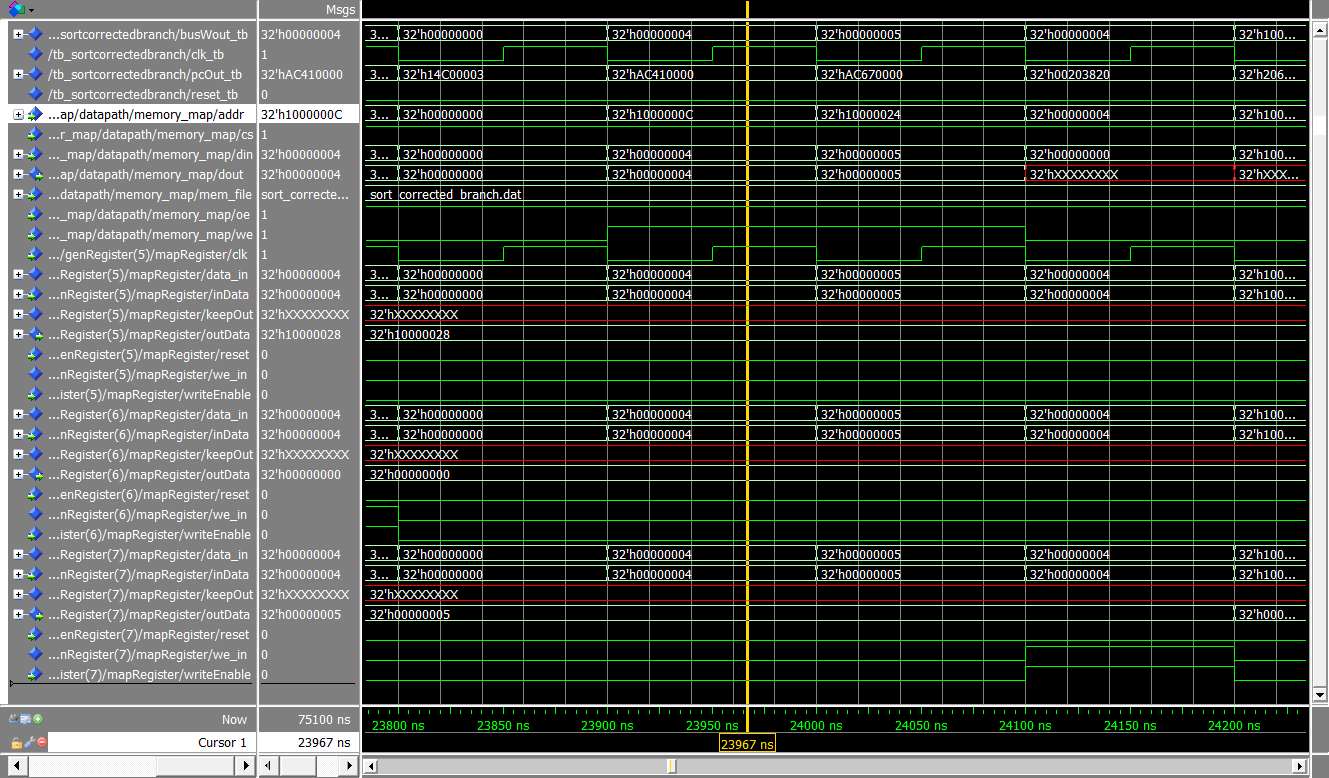 Msgs
...sortcorrectedbranch/busWout_tb 32'h00000004 3... 32'h00000000 32'h00000004 32'h00000005 32'h00000004 32'h100...
/tb_sortcorrectedbranch/clk_tb 1
/tb_sortcorrectedbranch/pcOut_tb 32'hAC410000 3... 32'h14C00003 32'hAC410000 32'hAC670000 32'h00203820 32'h206...
/tb_sortcorrectedbranch/reset_tb 0
...ap/datapath/memory_map/addr 32'h1000000C 3... 32'h00000000 32'h1000000C 32'h10000024 32'h00000004 32'h100...
...r_map/datapath/memory_map/cs 1
..._map/datapath/memory_map/din 32'h00000004 3... 32'h00000000 32'h00000004 32'h00000005 32'h00000000 32'h100...
...ap/datapath/memory_map/dout 32'h00000004 3... 32'h00000000 32'h00000004 32'h00000005 32'hXXXXXXXX 32'hXXX...
...datapath/memory_map/mem_file sort_correcte... sort_corrected_branch.dat
..._map/datapath/memory_map/oe 1
..._map/datapath/memory_map/we 1
.../genRegister(5)/mapRegister/clk 1
...Register(5)/mapRegister/data_in 32'h00000004 3... 32'h00000000 32'h00000004 32'h00000005 32'h00000004 32'h100...
...nRegister(5)/mapRegister/inData 32'h00000004 3... 32'h00000000 32'h00000004 32'h00000005 32'h00000004 32'h100...
...Register(5)/mapRegister/keepOut 32'hXXXXXXXX 32'hXXXXXXXX
...Register(5)/mapRegister/outData 32'h10000028 32'h10000028
...enRegister(5)/mapRegister/reset 0
...nRegister(5)/mapRegister/we_in 0
...ister(5)/mapRegister/writeEnable 0
...Register(6)/mapRegister/data_in 32'h00000004 3... 32'h00000000 32'h00000004 32'h00000005 32'h00000004 32'h100...
...nRegister(6)/mapRegister/inData 32'h00000004 3... 32'h00000000 32'h00000004 32'h00000005 32'h00000004 32'h100...
...Register(6)/mapRegister/keepOut 32'hXXXXXXXX 32'hXXXXXXXX
...Register(6)/mapRegister/outData 32'h00000000 32'h00000000
...enRegister(6)/mapRegister/reset 0
...nRegister(6)/mapRegister/we_in 0
...ister(6)/mapRegister/writeEnable 0
...Register(7)/mapRegister/data_in 32'h00000004 3... 32'h00000000 32'h00000004 32'h00000005 32'h00000004 32'h100...
...nRegister(7)/mapRegister/inData 32'h00000004 3... 32'h00000000 32'h00000004 32'h00000005 32'h00000004 32'h100...
...Register(7)/mapRegister/keepOut 32'hXXXXXXXX 32'hXXXXXXXX
...Register(7)/mapRegister/outData 32'h00000005 32'h00000005 32'h000...
...enRegister(7)/mapRegister/reset 0
...nRegister(7)/mapRegister/we_in 0
...ister(7)/mapRegister/writeEnable 0
Now 75100 ns 23800 ns 23850 ns 23900 ns 23950 ns 24000 ns 24050 ns 24100 ns 24150 ns 24200 ns
Cursor 1 23967 ns 23967 ns